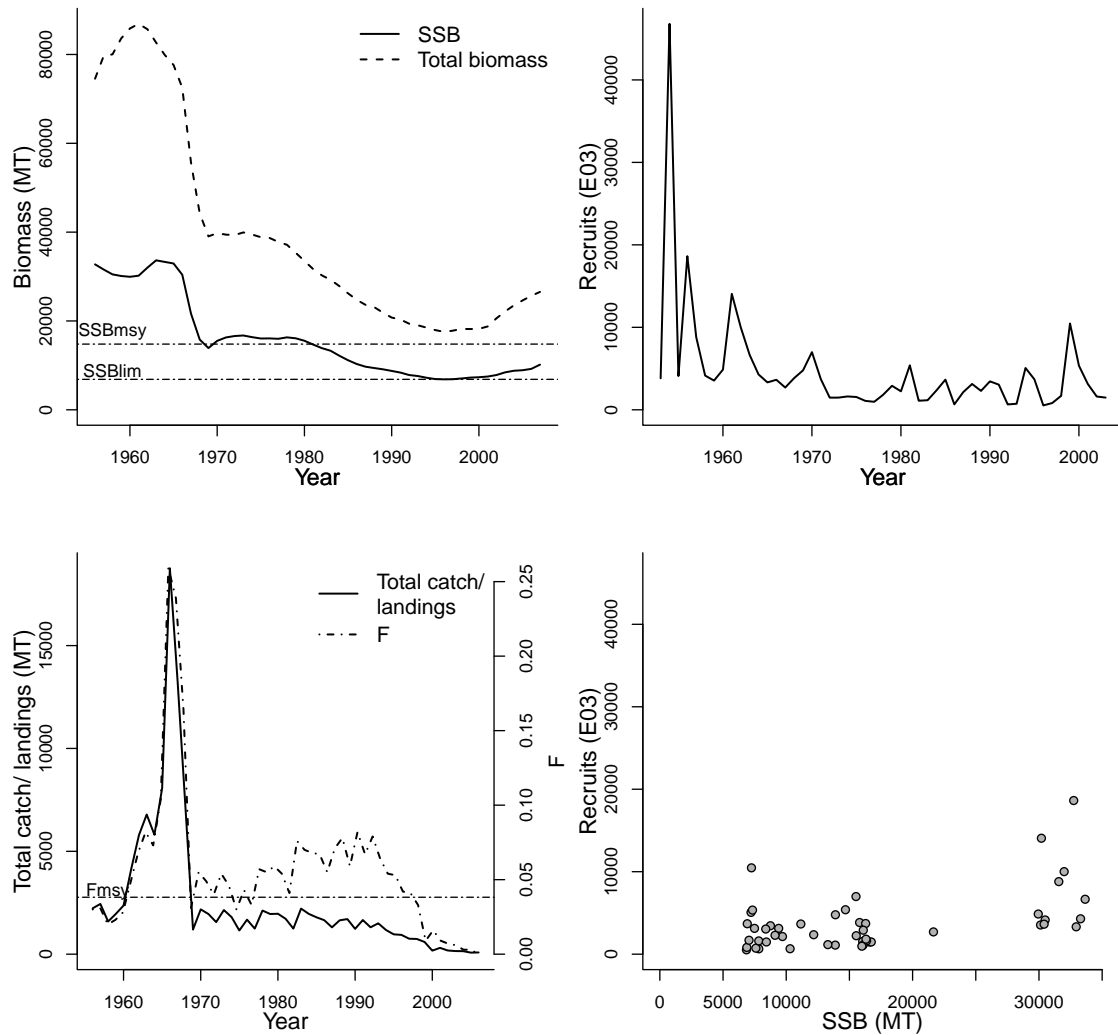 SSB
Total biomass
Biomass (MT)
80000
60000
40000
20000
0
SSBmsy
SSBlim
1960 1970 1980 1990 2000
Year
Recruits (E03)
40000
30000
20000
10000
0
1960 1970 1980 1990 2000
Year
Total catch/
landings
F
Total catch/ landings (MT)
15000
10000
5000
0
Fmsy
0.25
0.20
0.15
0.10
0.05
0.00
F
1960 1970 1980 1990 2000
Year
Recruits (E03)
40000
30000
20000
10000
0
0 5000 10000 20000 30000
SSB (MT)